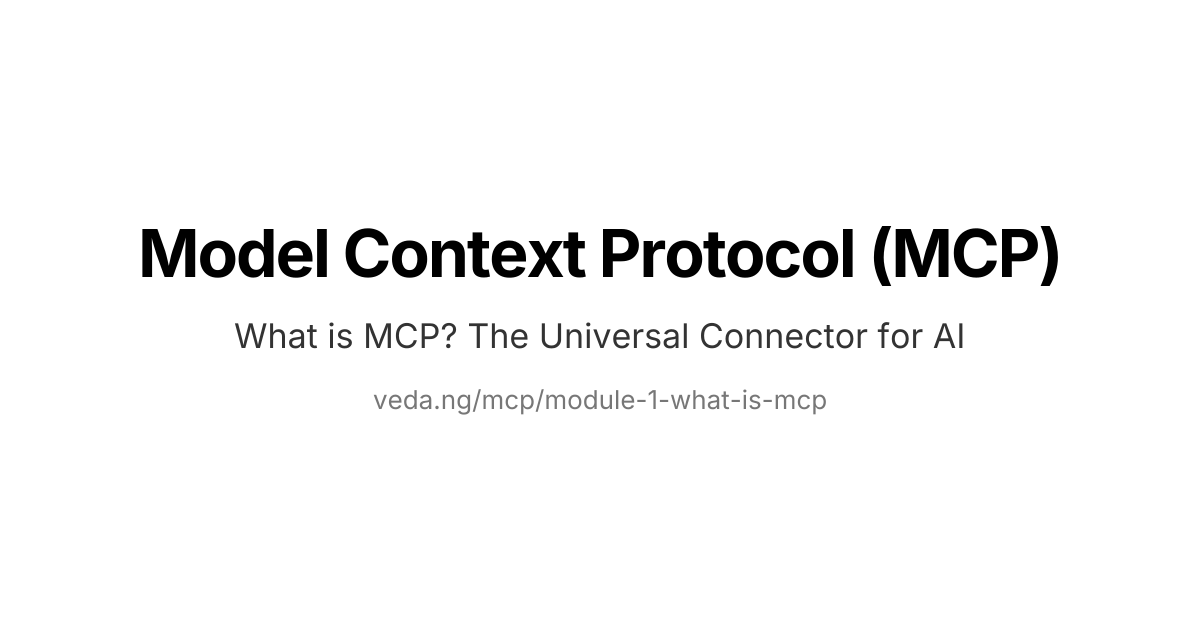 Model Context Protocol (MCP)
What is MCP? The Universal Connector for AI
veda.ng/mcp/module-1-what-is-mcp